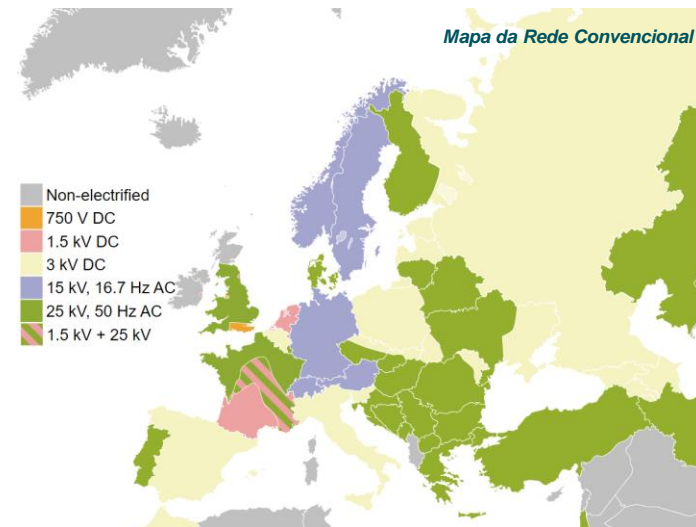 Mapa da Rede Convencional
Non-electrified
750 V DC
1.5 kV DC
3 kV DC
15 kV, 16.7 Hz AC
25 kV, 50 Hz AC
1.5 kV + 25 kV